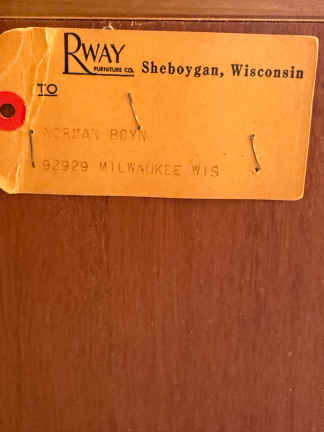 RWAY
FURNITURE CO.
Sheboygan, Wisconsin
TO
NORMAN BOYN
92929 MILWAUKEE WIS